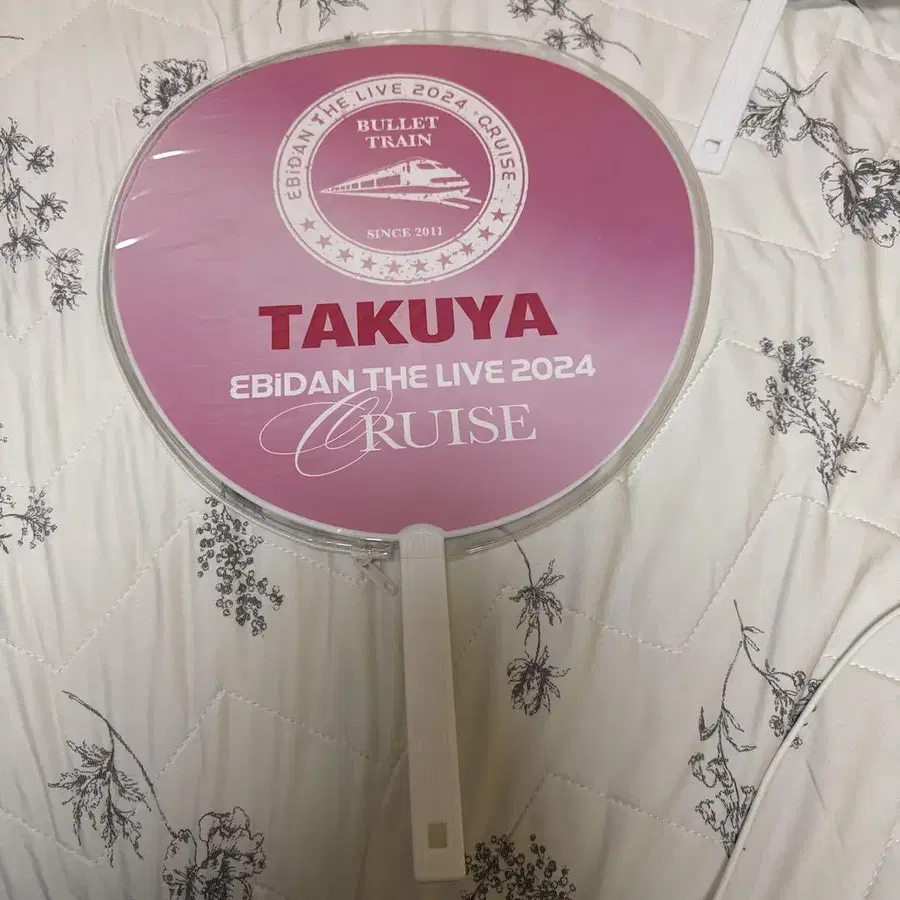 EBiDAN THE LIVE 2024 -CRUISE-
BULLET
TRAIN
SINCE 2011
TAKUYA
EBiDAN THE LIVE 2024
CRUISE